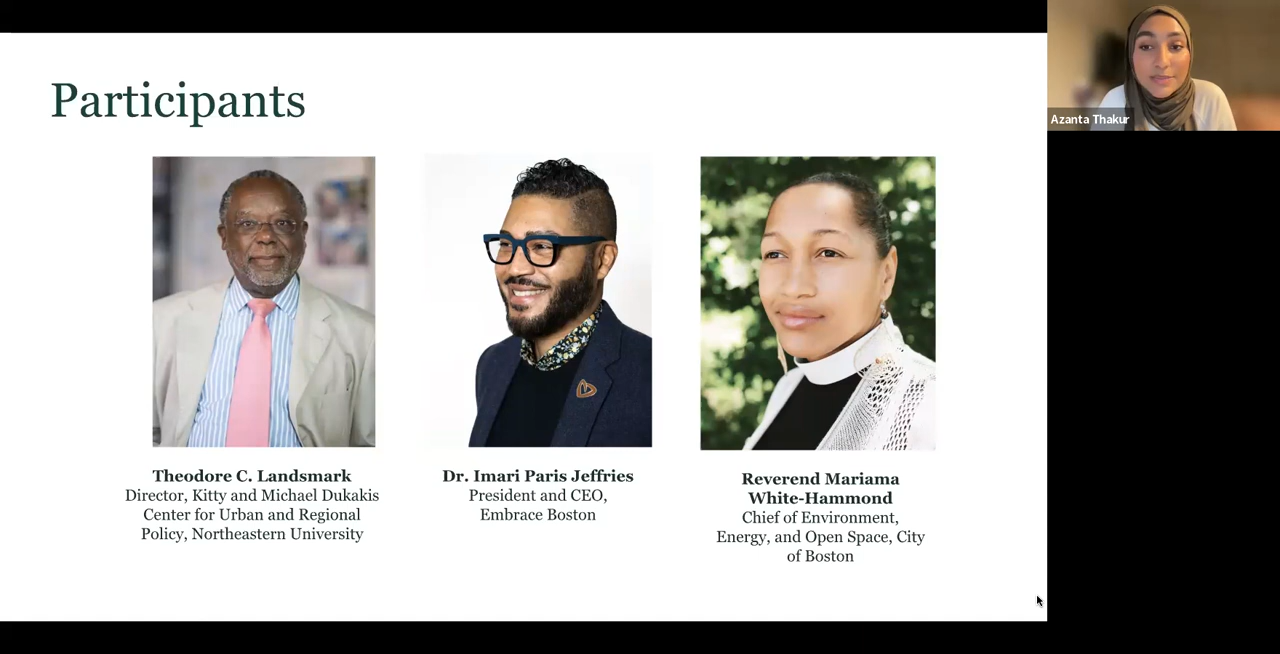 Participants
Azanta Thakur
Theodore C. Landsmark
Director, Kitty and Michael Dukakis
Center for Urban and Regional
Policy, Northeastern University
Dr. Imari Paris Jeffries
President and CEO,
Embrace Boston
Reverend Mariama
White-Hammond
Chief of Environment,
Energy, and Open Space, City
of Boston